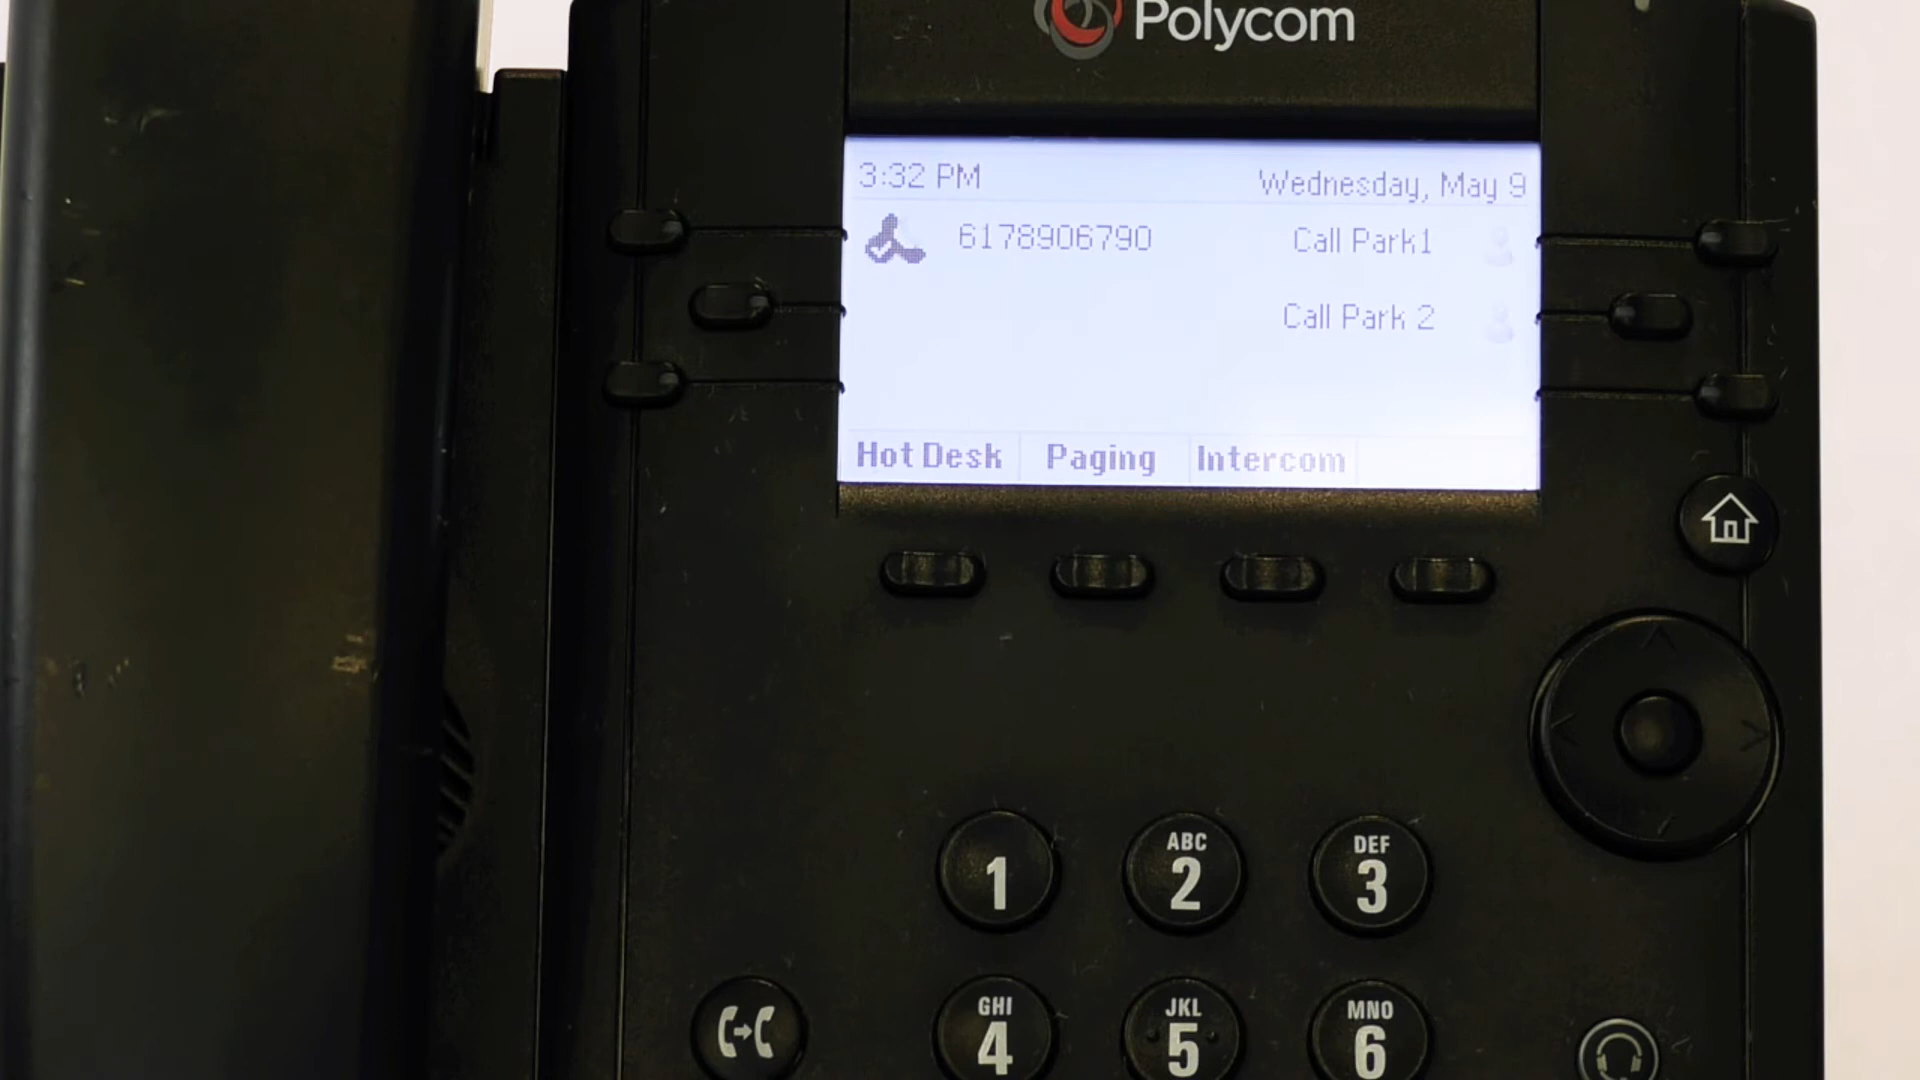 Polycom
3:32 PM Wednesday, May 9
6178906790 Call Park1
Call Park 2
Hot Desk Paging Intercom
1 ABC 2 DEF 3
GHI 4 JKL 5 MNO 6